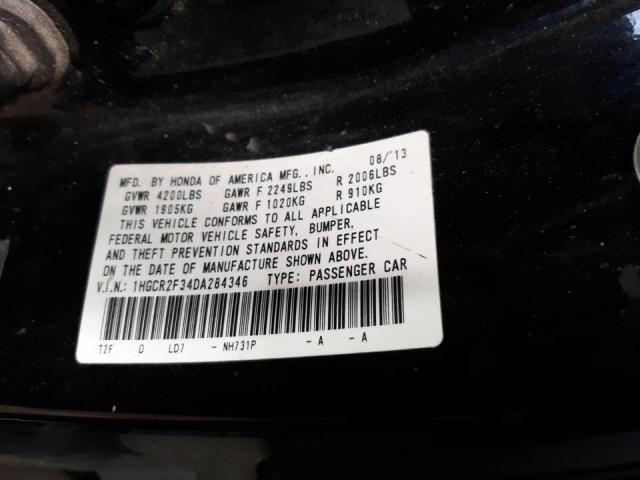 MFD. BY HONDA OF AMERICA MFG., INC. 08/'13
GVWR 4200LBS GAWR F 2249LBS R 2006LBS
GVWR 1905KG GAWR F 1020KG R 910KG
THIS VEHICLE CONFORMS TO ALL APPLICABLE
FEDERAL MOTOR VEHICLE SAFETY, BUMPER,
AND THEFT PREVENTION STANDARDS IN EFFECT
ON THE DATE OF MANUFACTURE SHOWN ABOVE.
V.I.N.: 1HGCR2F34DA284346 TYPE: PASSENGER CAR
T2F D LD7 - NH731P - A - A